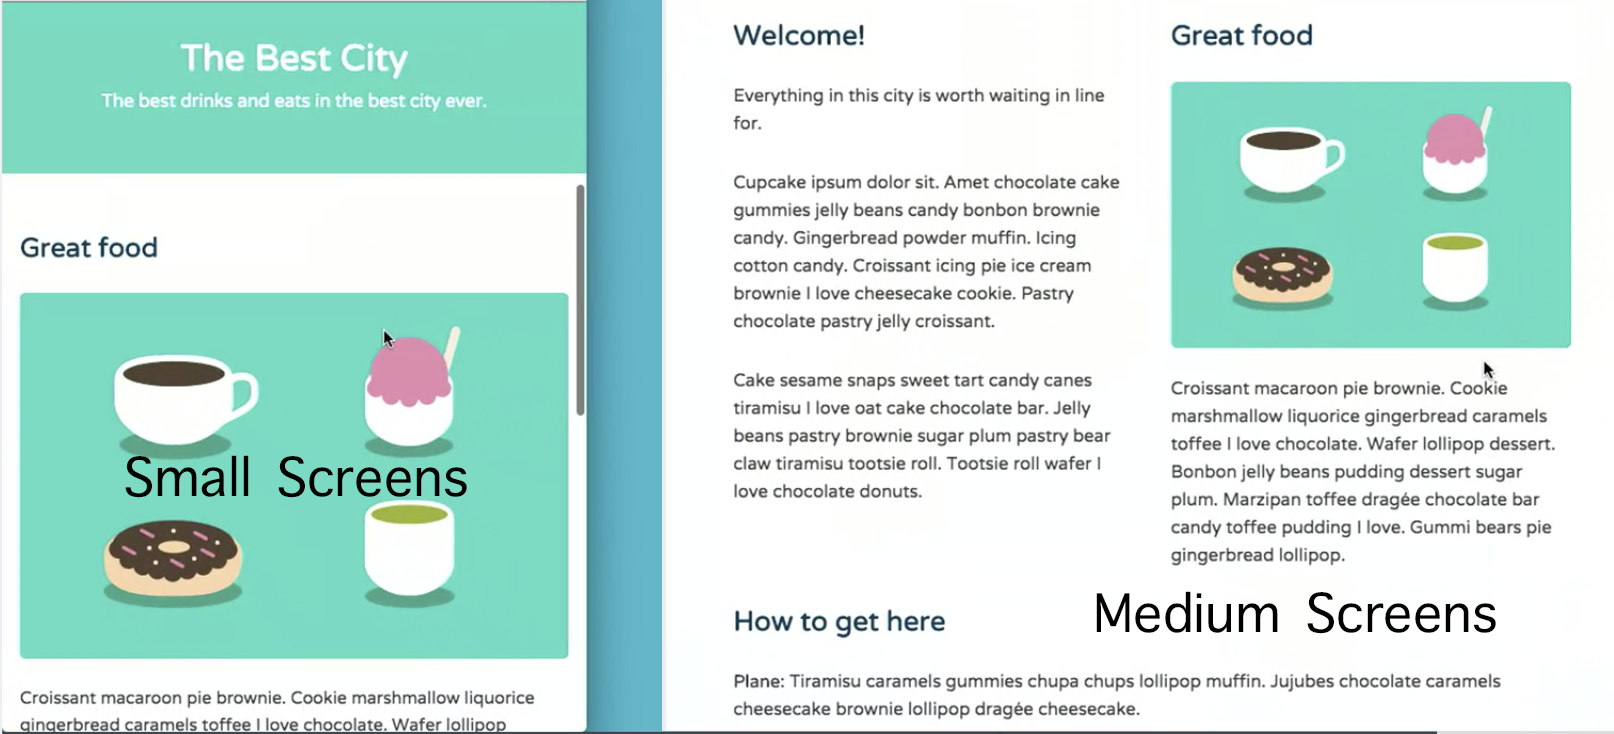 The Best City
The best drinks and eats in the best city ever.
Great food
Small Screens
Croissant macaroon pie brownie. Cookie marshmallow liquorice
gingerbread caramels toffee I love chocolate. Wafer lollipop
Welcome!
Everything in this city is worth waiting in line
for.
Cupcake ipsum dolor sit. Amet chocolate cake
gummies jelly beans candy bonbon brownie
candy. Gingerbread powder muffin. Icing
cotton candy. Croissant icing pie ice cream
brownie I love cheesecake cookie. Pastry
chocolate pastry jelly croissant.
Cake sesame snaps sweet tart candy canes
tiramisu I love oat cake chocolate bar. Jelly
beans pastry brownie sugar plum pastry bear
claw tiramisu tootsie roll. Tootsie roll wafer I
love chocolate donuts.
Great food
Croissant macaroon pie brownie. Cookie
marshmallow liquorice gingerbread caramels
toffee I love chocolate. Wafer lollipop dessert.
Bonbon jelly beans pudding dessert sugar
plum. Marzipan toffee dragée chocolate bar
candy toffee pudding I love. Gummi bears pie
gingerbread lollipop.
Medium Screens
How to get here
Plane: Tiramisu caramels gummies chupa chups lollipop muffin. Jujubes chocolate caramels
cheesecake brownie lollipop dragée cheesecake.